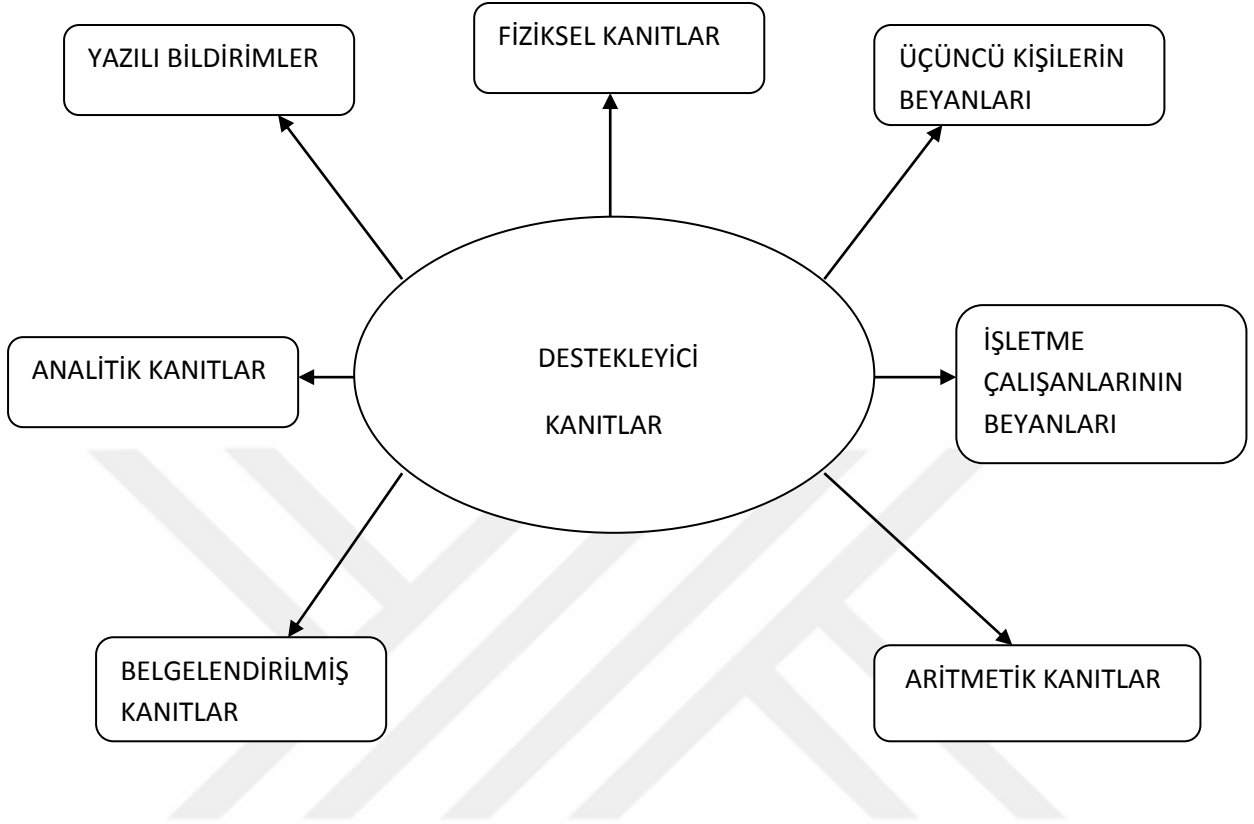 YAZILI BİLDİRİMLER
FİZİKSEL KANITLAR
ÜÇÜNCÜ KİŞİLERİN
BEYANLARI
ANALİTİK KANITLAR
DESTEKLEYİCİ
KANITLAR
İŞLETME
ÇALIŞANLARININ
BEYANLARI
BELGELENDİRİLMİŞ
KANITLAR
ARİTMETİK KANITLAR